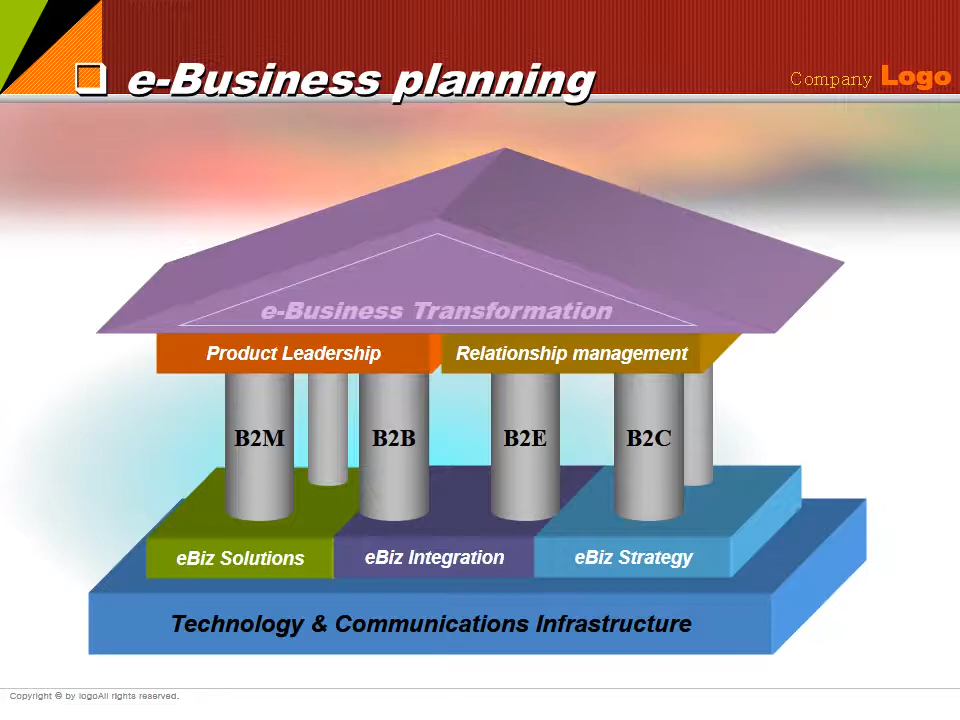 ❑ e-Business planning
Company Logo
e-Business Transformation
Product Leadership
Relationship management
B2M
B2B
B2E
B2C
eBiz Solutions
eBiz Integration
eBiz Strategy
Technology & Communications Infrastructure
Copyright © by logoAll rights reserved.